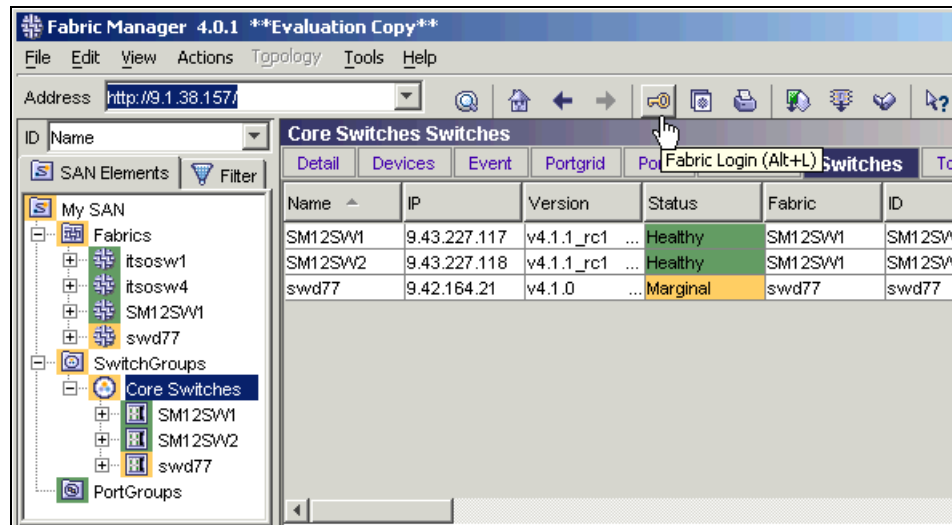 Fabric Manager 4.0.1 **Evaluation Copy**
File Edit View Actions Topology Tools Help
Address http://9.1.38.157/
ID Name
Core Switches Switches
SAN Elements Filter
Detail Devices Event Portgrid Fabric Login (Alt+L) Switches
Name IP Version Status Fabric ID
My SAN
Fabrics
itsosw1
itsosw4
SM12SW1
swd77
SwitchGroups
Core Switches
SM12SW1
SM12SW2
swd77
PortGroups
SM12SW1 9.43.227.117 v4.1.1_rc1 ... Healthy SM12SW1 SM12SW
SM12SW2 9.43.227.118 v4.1.1_rc1 ... Healthy SM12SW1 SM12SW
swd77 9.42.164.21 v4.1.0 ... Marginal swd77 swd77